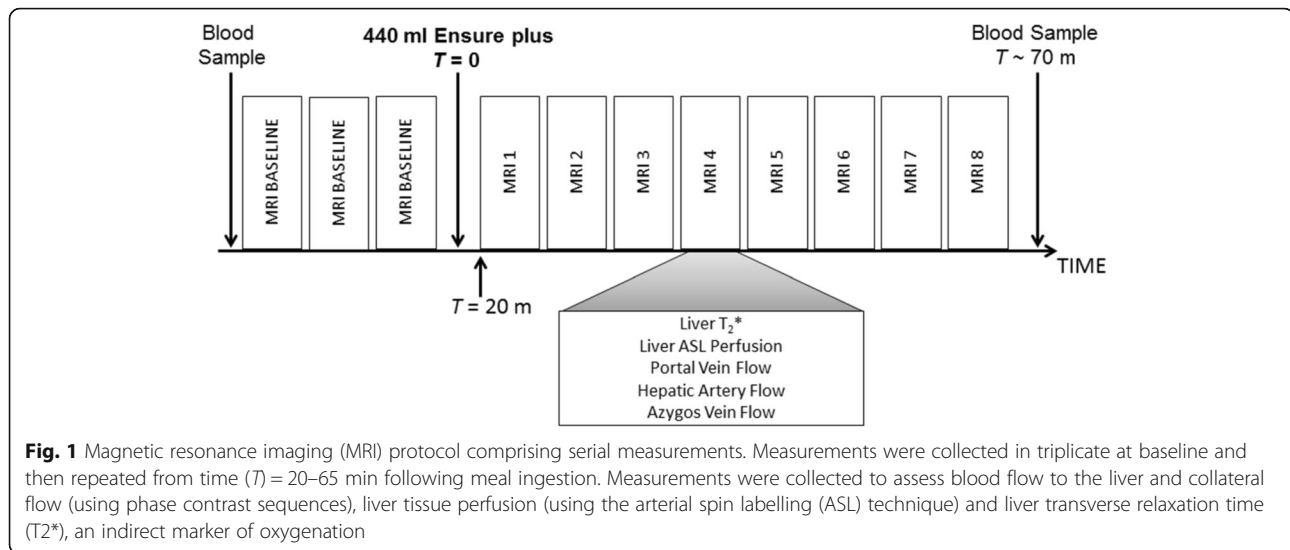 Blood
Sample
440 ml Ensure plus
T = 0
Blood Sample
T ~ 70 m
MRI BASELINE
MRI BASELINE
MRI BASELINE
MRI 1
MRI 2
MRI 3
MRI 4
MRI 5
MRI 6
MRI 7
MRI 8
TIME
T = 20 m
Liver T₂*
Liver ASL Perfusion
Portal Vein Flow
Hepatic Artery Flow
Azygos Vein Flow
Fig. 1 Magnetic resonance imaging (MRI) protocol comprising serial measurements. Measurements were collected in triplicate at baseline and
then repeated from time (T) = 20–65 min following meal ingestion. Measurements were collected to assess blood flow to the liver and collateral
flow (using phase contrast sequences), liver tissue perfusion (using the arterial spin labelling (ASL) technique) and liver transverse relaxation time
(T2*), an indirect marker of oxygenation